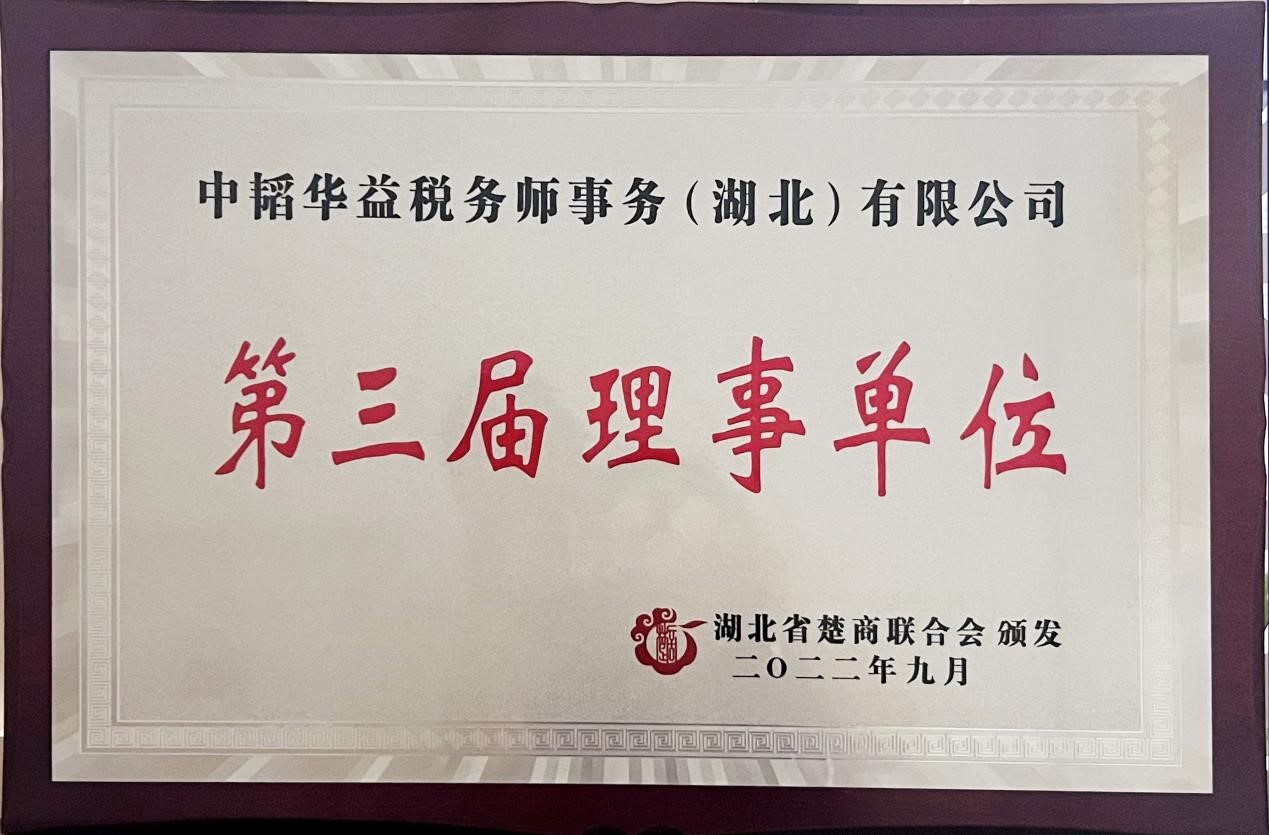 中韬华益税务师事务（湖北）有限公司
第三届理事单位
湖北省楚商联合会 颁发
二〇二二年九月